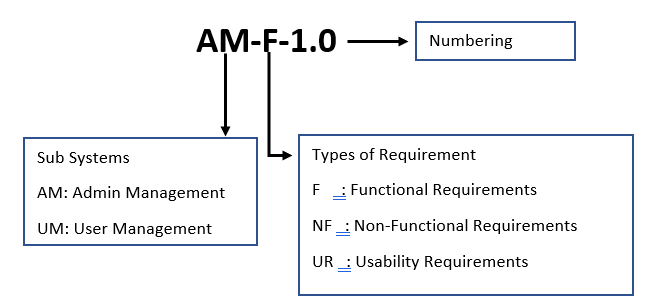 AM-F-1.0
Numbering
Sub Systems
AM: Admin Management
UM: User Management
Types of Requirement
F : Functional Requirements
NF : Non-Functional Requirements
UR : Usability Requirements